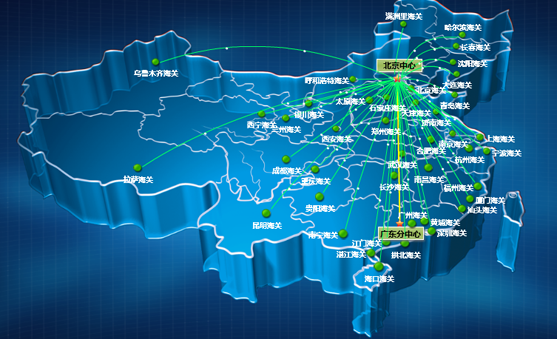 满洲里海关
哈尔滨海关
长春海关
北京中心
沈阳海关
乌鲁木齐海关
呼和浩特海关
大连海关
北京海关
太原海关
石家庄海关
天津海关
青岛海关
银川海关
济南海关
西宁海关
兰州海关
郑州海关
西安海关
南京海关
上海海关
合肥海关
杭州海关
宁波海关
武汉海关
成都海关
拉萨海关
重庆海关
长沙海关
南昌海关
福州海关
厦门海关
贵阳海关
汕头海关
昆明海关
州海关
黄埔海关
南宁海关
广东分中心
深圳海关
江门海关
湛江海关
拱北海关
海口海关